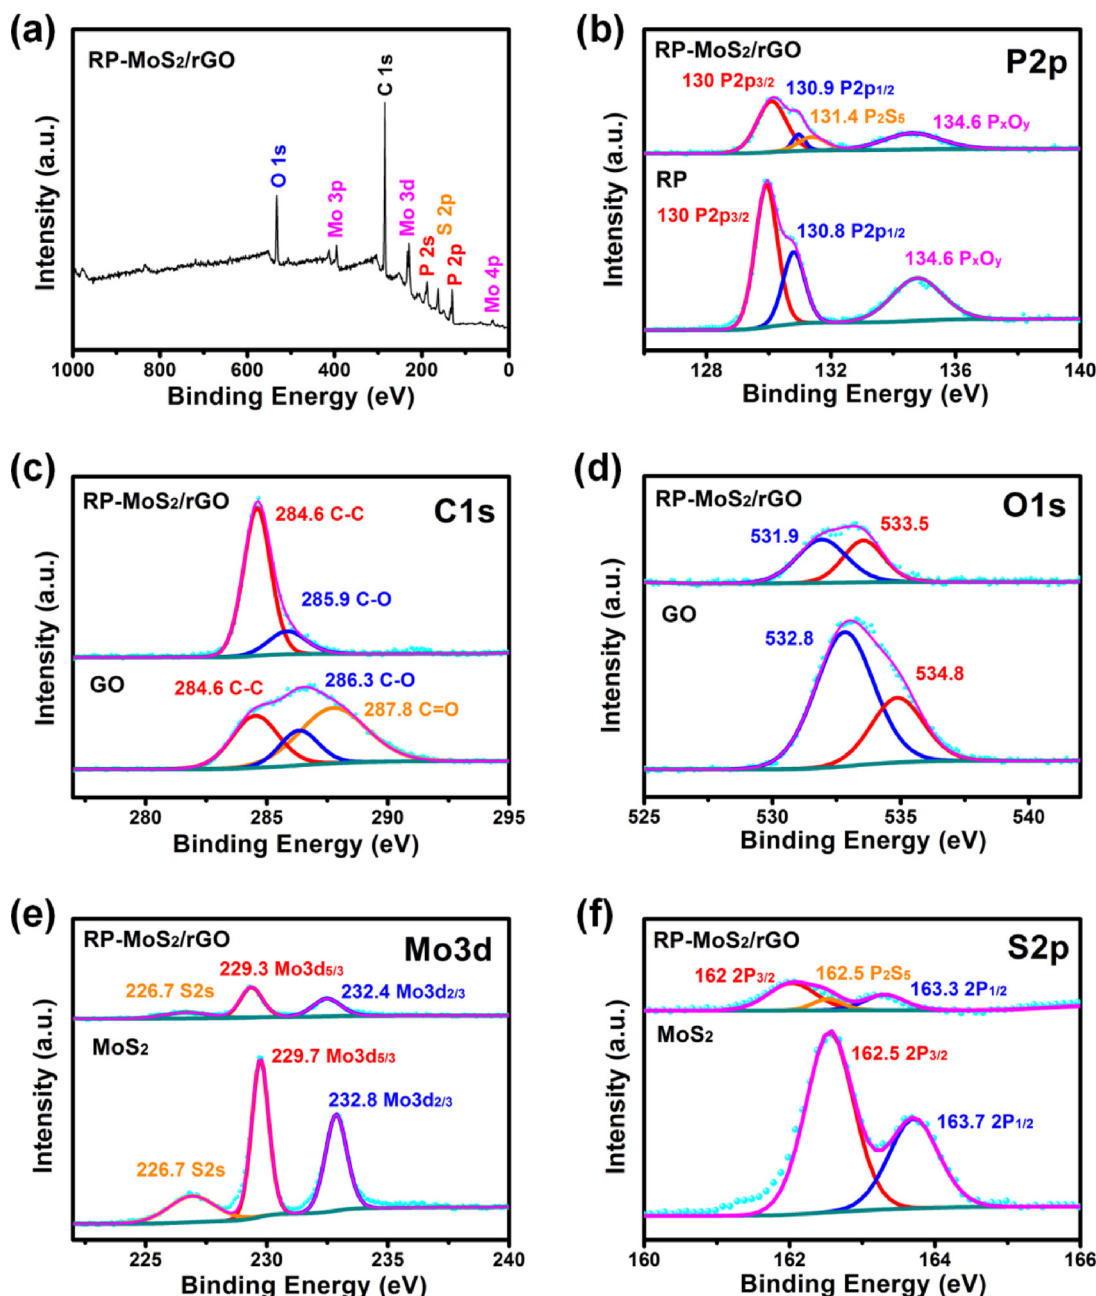 (a)
RP-MoS₂/rGO
C 1s
O 1s
Mo 3p
Mo 3d
P 2s
S 2p
P 2p
Mo 4p
Intensity (a.u.)
1000 800 600 400 200 0
Binding Energy (eV)
(b)
RP-MoS₂/rGO
P2p
130 P2p3/2
130.9 P2p1/2
131.4 P₂S₅
134.6 PxOy
RP
130 P2p3/2
130.8 P2p1/2
134.6 PxOy
Intensity (a.u.)
128 132 136 140
Binding Energy (eV)
(c)
RP-MoS₂/rGO
C1s
284.6 C-C
285.9 C-O
GO
284.6 C-C
286.3 C-O
287.8 C=O
Intensity (a.u.)
280 285 290 295
Binding Energy (eV)
(d)
RP-MoS₂/rGO
O1s
531.9
533.5
GO
532.8
534.8
Intensity (a.u.)
525 530 535 540
Binding Energy (eV)
(e)
RP-MoS₂/rGO
Mo3d
229.3 Mo3d5/3
226.7 S2s
232.4 Mo3d2/3
MoS₂
229.7 Mo3d5/3
232.8 Mo3d2/3
226.7 S2s
Intensity (a.u.)
225 230 235 240
Binding Energy (eV)
(f)
RP-MoS₂/rGO
S2p
162 2P3/2
162.5 P₂S₅
163.3 2P1/2
MoS₂
162.5 2P3/2
163.7 2P1/2
Intensity (a.u.)
160 162 164 166
Binding Energy (eV)